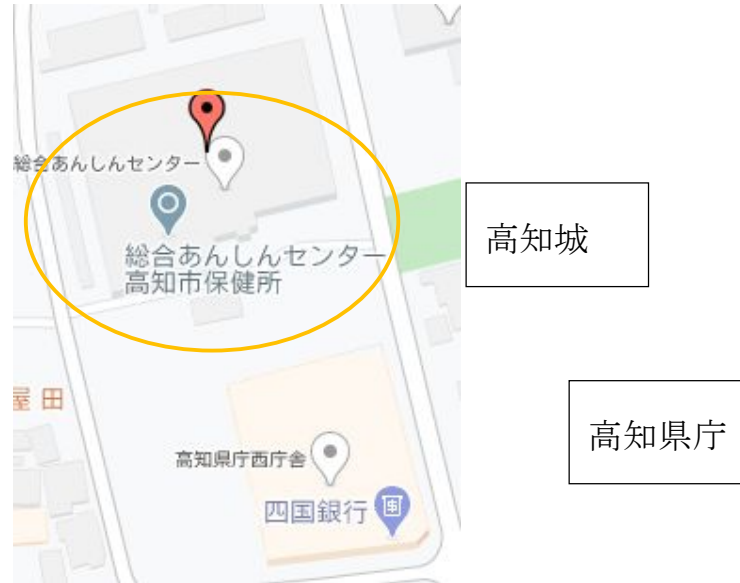 総合あんしんセンター
総合あんしんセンター
高知市保健所
高知城
屋田
高知県庁
高知県庁西庁舎
四国銀行